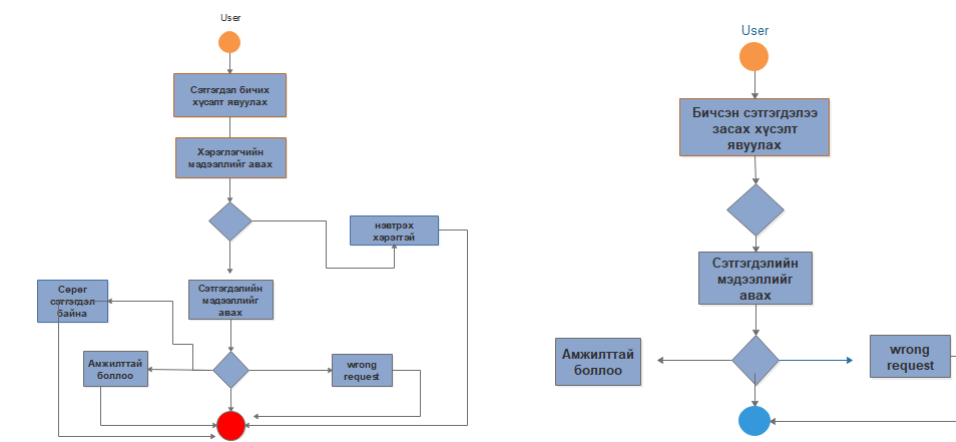 User
Сэтгэгдэл бичих
хүсэлт явуулах
Хэрэглэгчийн
мэдээллийг авах
нэвтрэх
хэрэгтэй
Сөрөг
сэтгэгдэл
байна
Сэтгэгдэлийн
мэдээллийг
авах
Амжилттай
боллоо
wrong
request
User
Бичсэн сэтгэгдэлээ
засах хүсэлт
явуулах
Сэтгэгдэлийн
мэдээллийг
авах
Амжилттай
боллоо
wrong
request